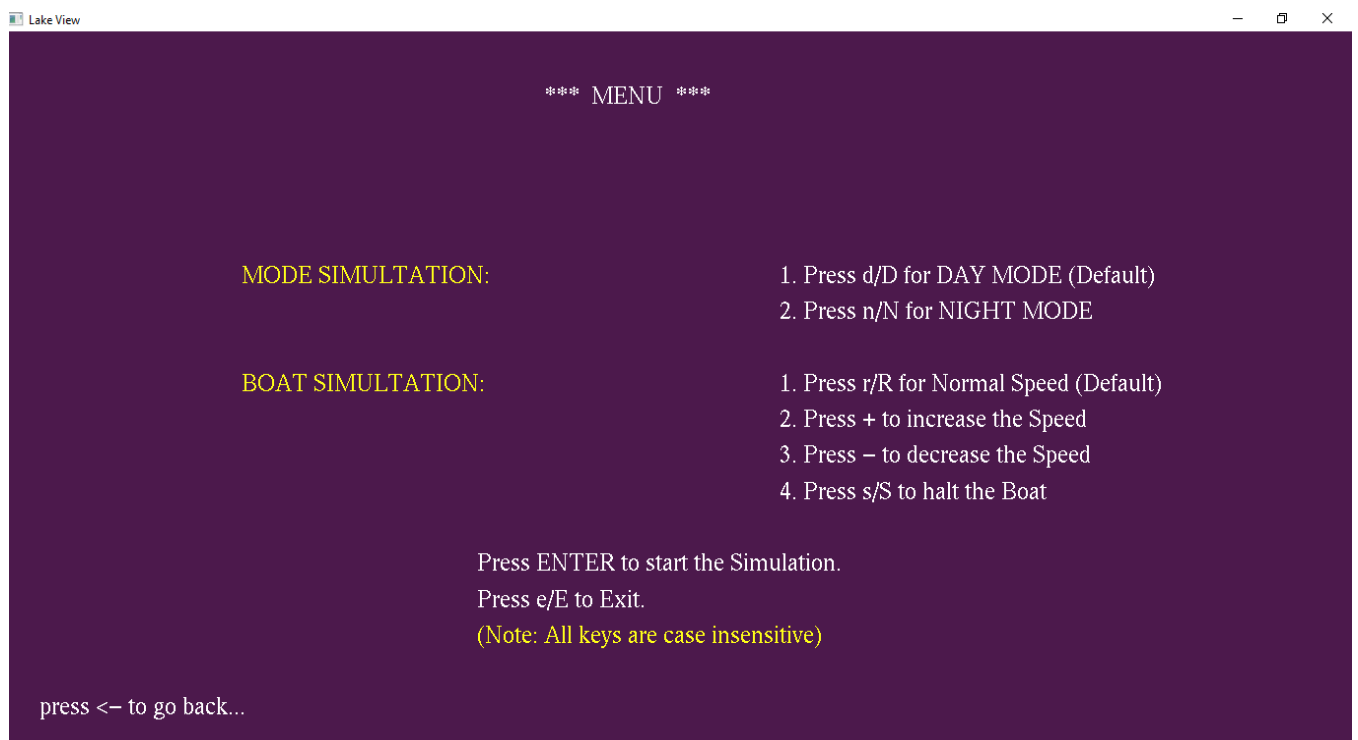 Lake View
*** MENU ***
MODE SIMULTATION:
1. Press d/D for DAY MODE (Default)
2. Press n/N for NIGHT MODE
BOAT SIMULTATION:
1. Press r/R for Normal Speed (Default)
2. Press + to increase the Speed
3. Press − to decrease the Speed
4. Press s/S to halt the Boat
Press ENTER to start the Simulation.
Press e/E to Exit.
(Note: All keys are case insensitive)
press <− to go back...